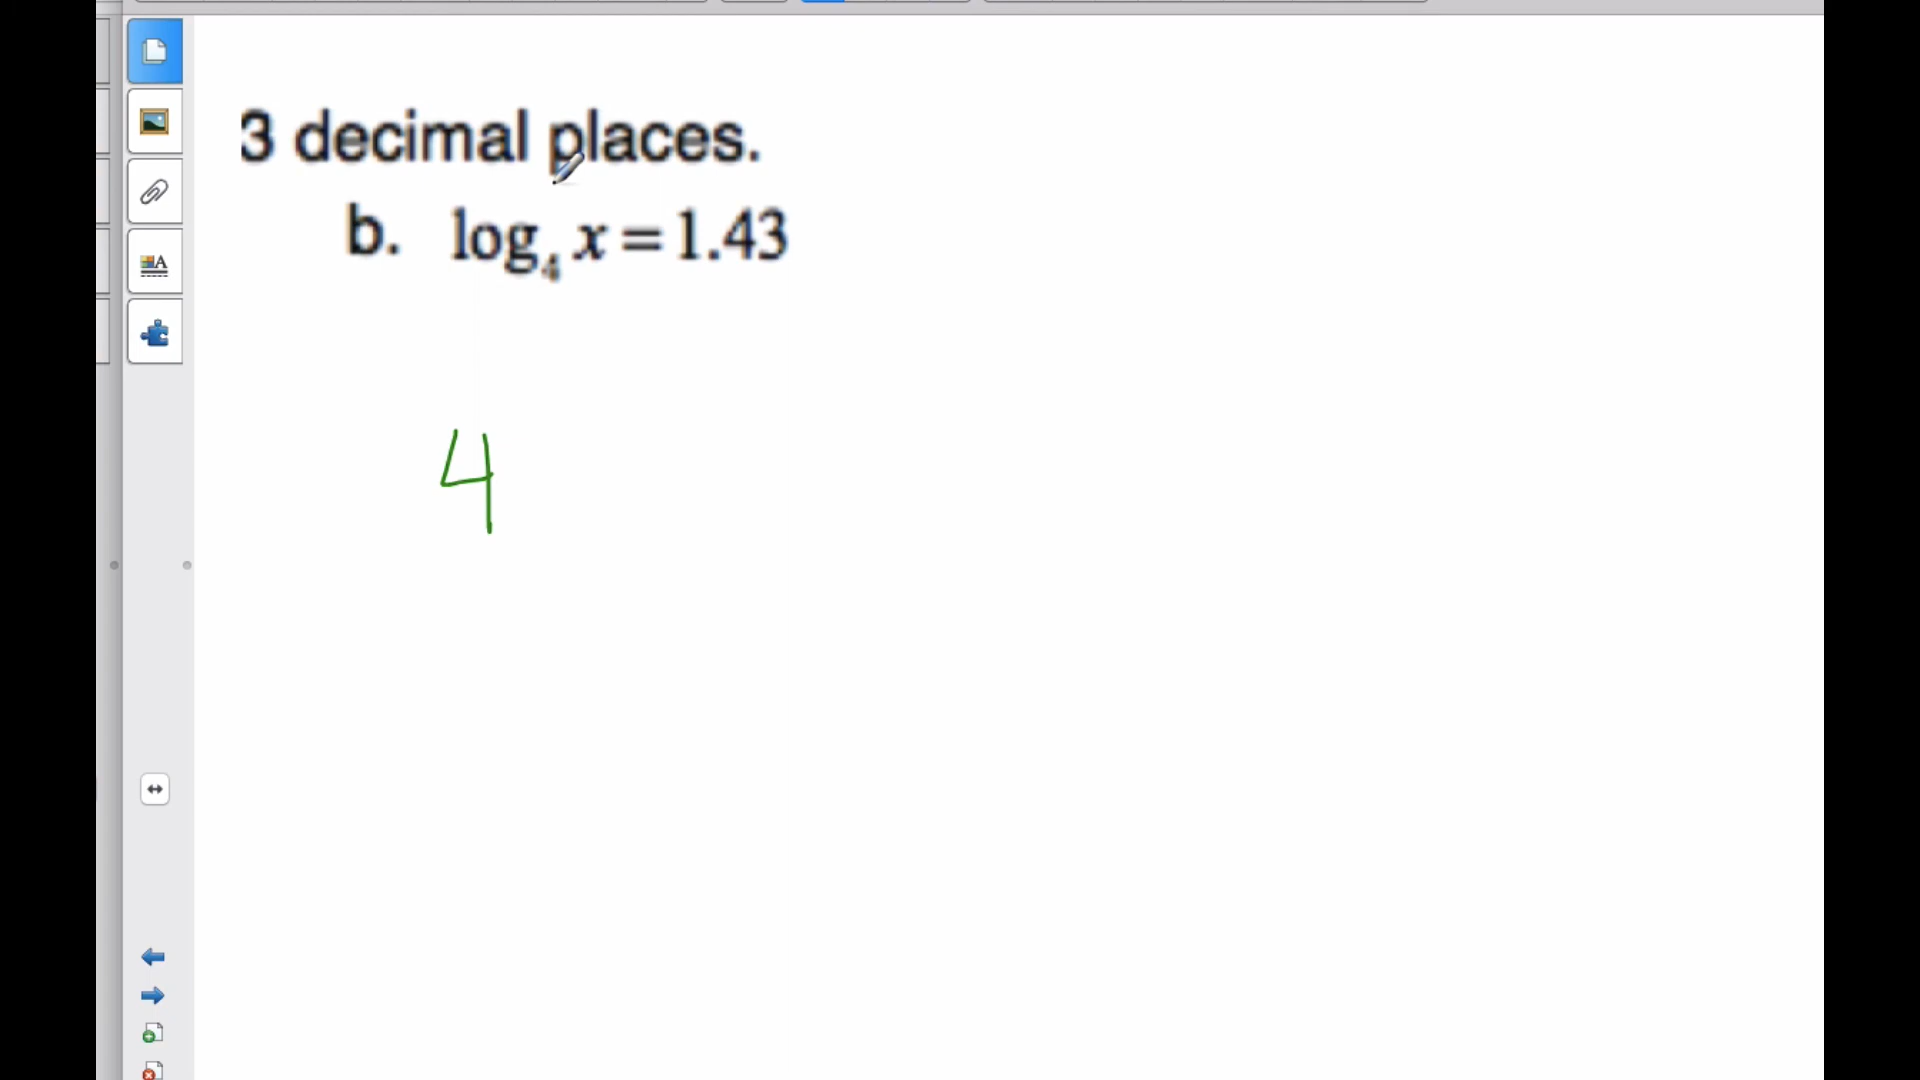 3 decimal places.
b. log₄ x = 1.43
4